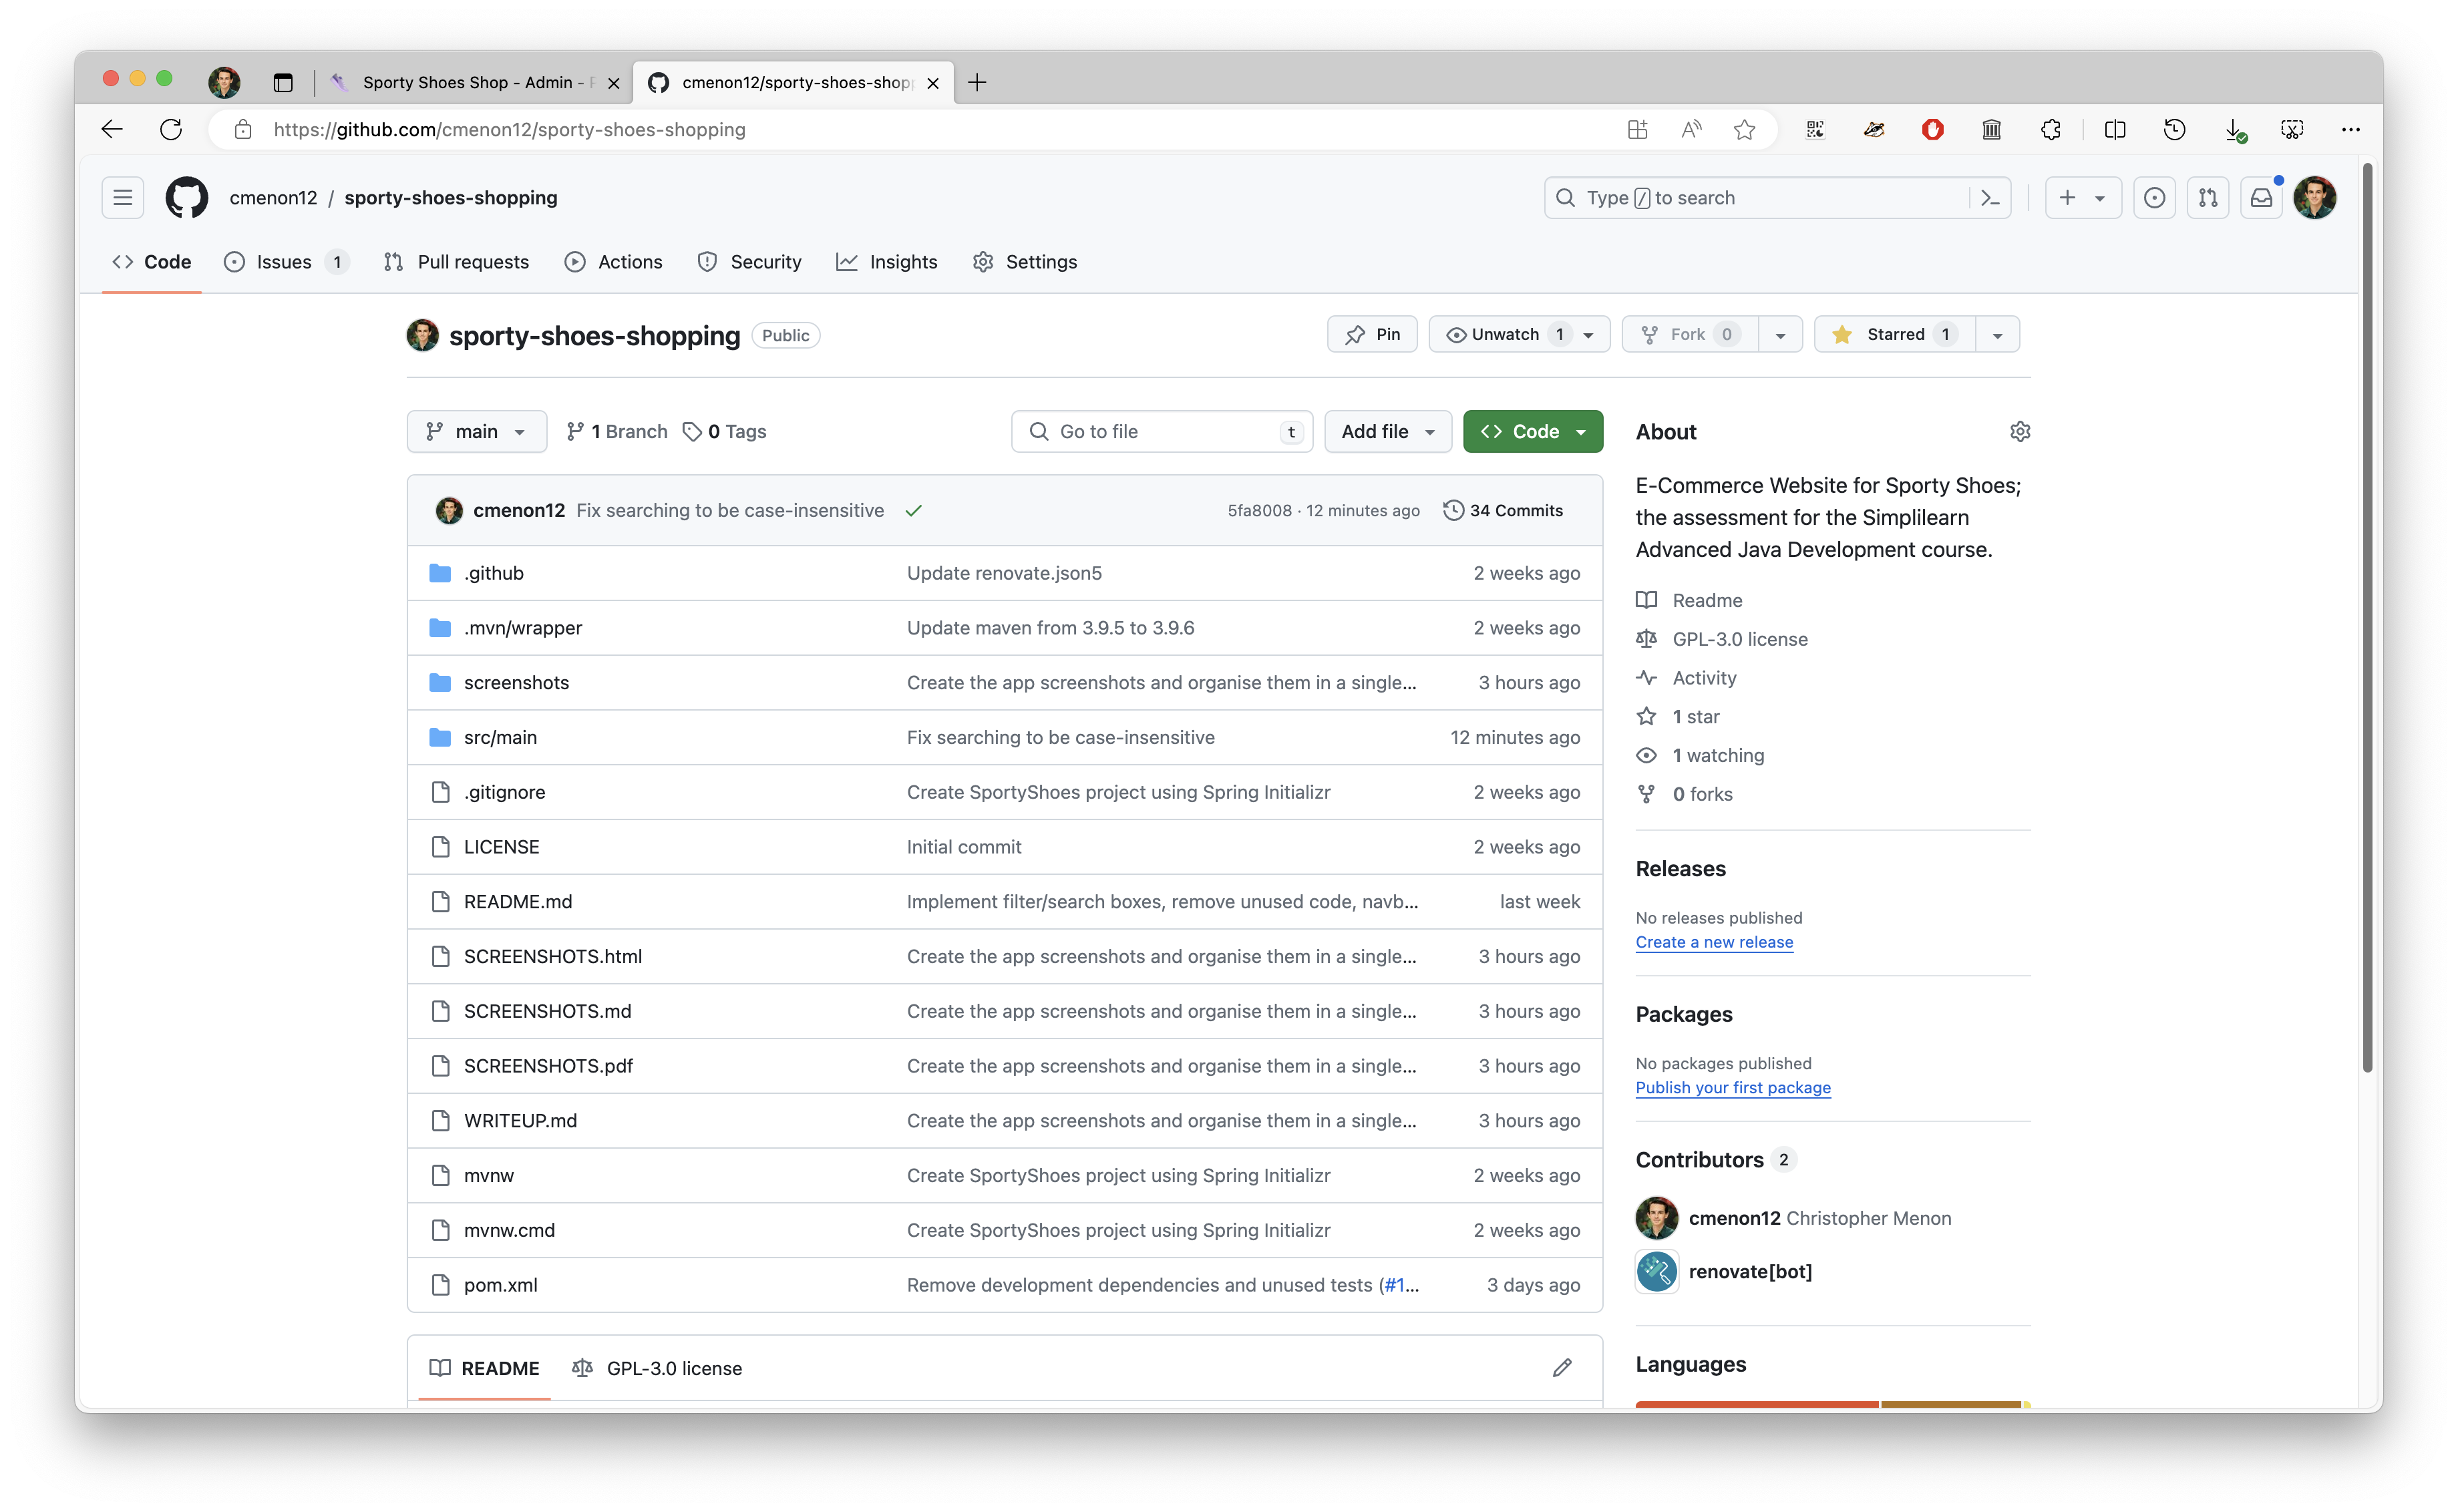 Sporty Shoes Shop - Admin -
cmenon12/sporty-shoes-shopp
https://github.com/cmenon12/sporty-shoes-shopping
cmenon12 / sporty-shoes-shopping
Type / to search
Code Issues 1 Pull requests Actions Security Insights Settings
sporty-shoes-shopping Public
Pin Unwatch 1 Fork 0 Starred 1
main 1 Branch 0 Tags Go to file t Add file Code
cmenon12 Fix searching to be case-insensitive 5fa8008 · 12 minutes ago 34 Commits
.github Update renovate.json5 2 weeks ago
.mvn/wrapper Update maven from 3.9.5 to 3.9.6 2 weeks ago
screenshots Create the app screenshots and organise them in a single... 3 hours ago
src/main Fix searching to be case-insensitive 12 minutes ago
.gitignore Create SportyShoes project using Spring Initializr 2 weeks ago
LICENSE Initial commit 2 weeks ago
README.md Implement filter/search boxes, remove unused code, navb... last week
SCREENSHOTS.html Create the app screenshots and organise them in a single... 3 hours ago
SCREENSHOTS.md Create the app screenshots and organise them in a single... 3 hours ago
SCREENSHOTS.pdf Create the app screenshots and organise them in a single... 3 hours ago
WRITEUP.md Create the app screenshots and organise them in a single... 3 hours ago
mvnw Create SportyShoes project using Spring Initializr 2 weeks ago
mvnw.cmd Create SportyShoes project using Spring Initializr 2 weeks ago
pom.xml Remove development dependencies and unused tests (#1... 3 days ago
README GPL-3.0 license
About
E-Commerce Website for Sporty Shoes;
the assessment for the Simplilearn
Advanced Java Development course.
Readme
GPL-3.0 license
Activity
1 star
1 watching
0 forks
Releases
No releases published
Create a new release
Packages
No packages published
Publish your first package
Contributors 2
cmenon12 Christopher Menon
renovate[bot]
Languages